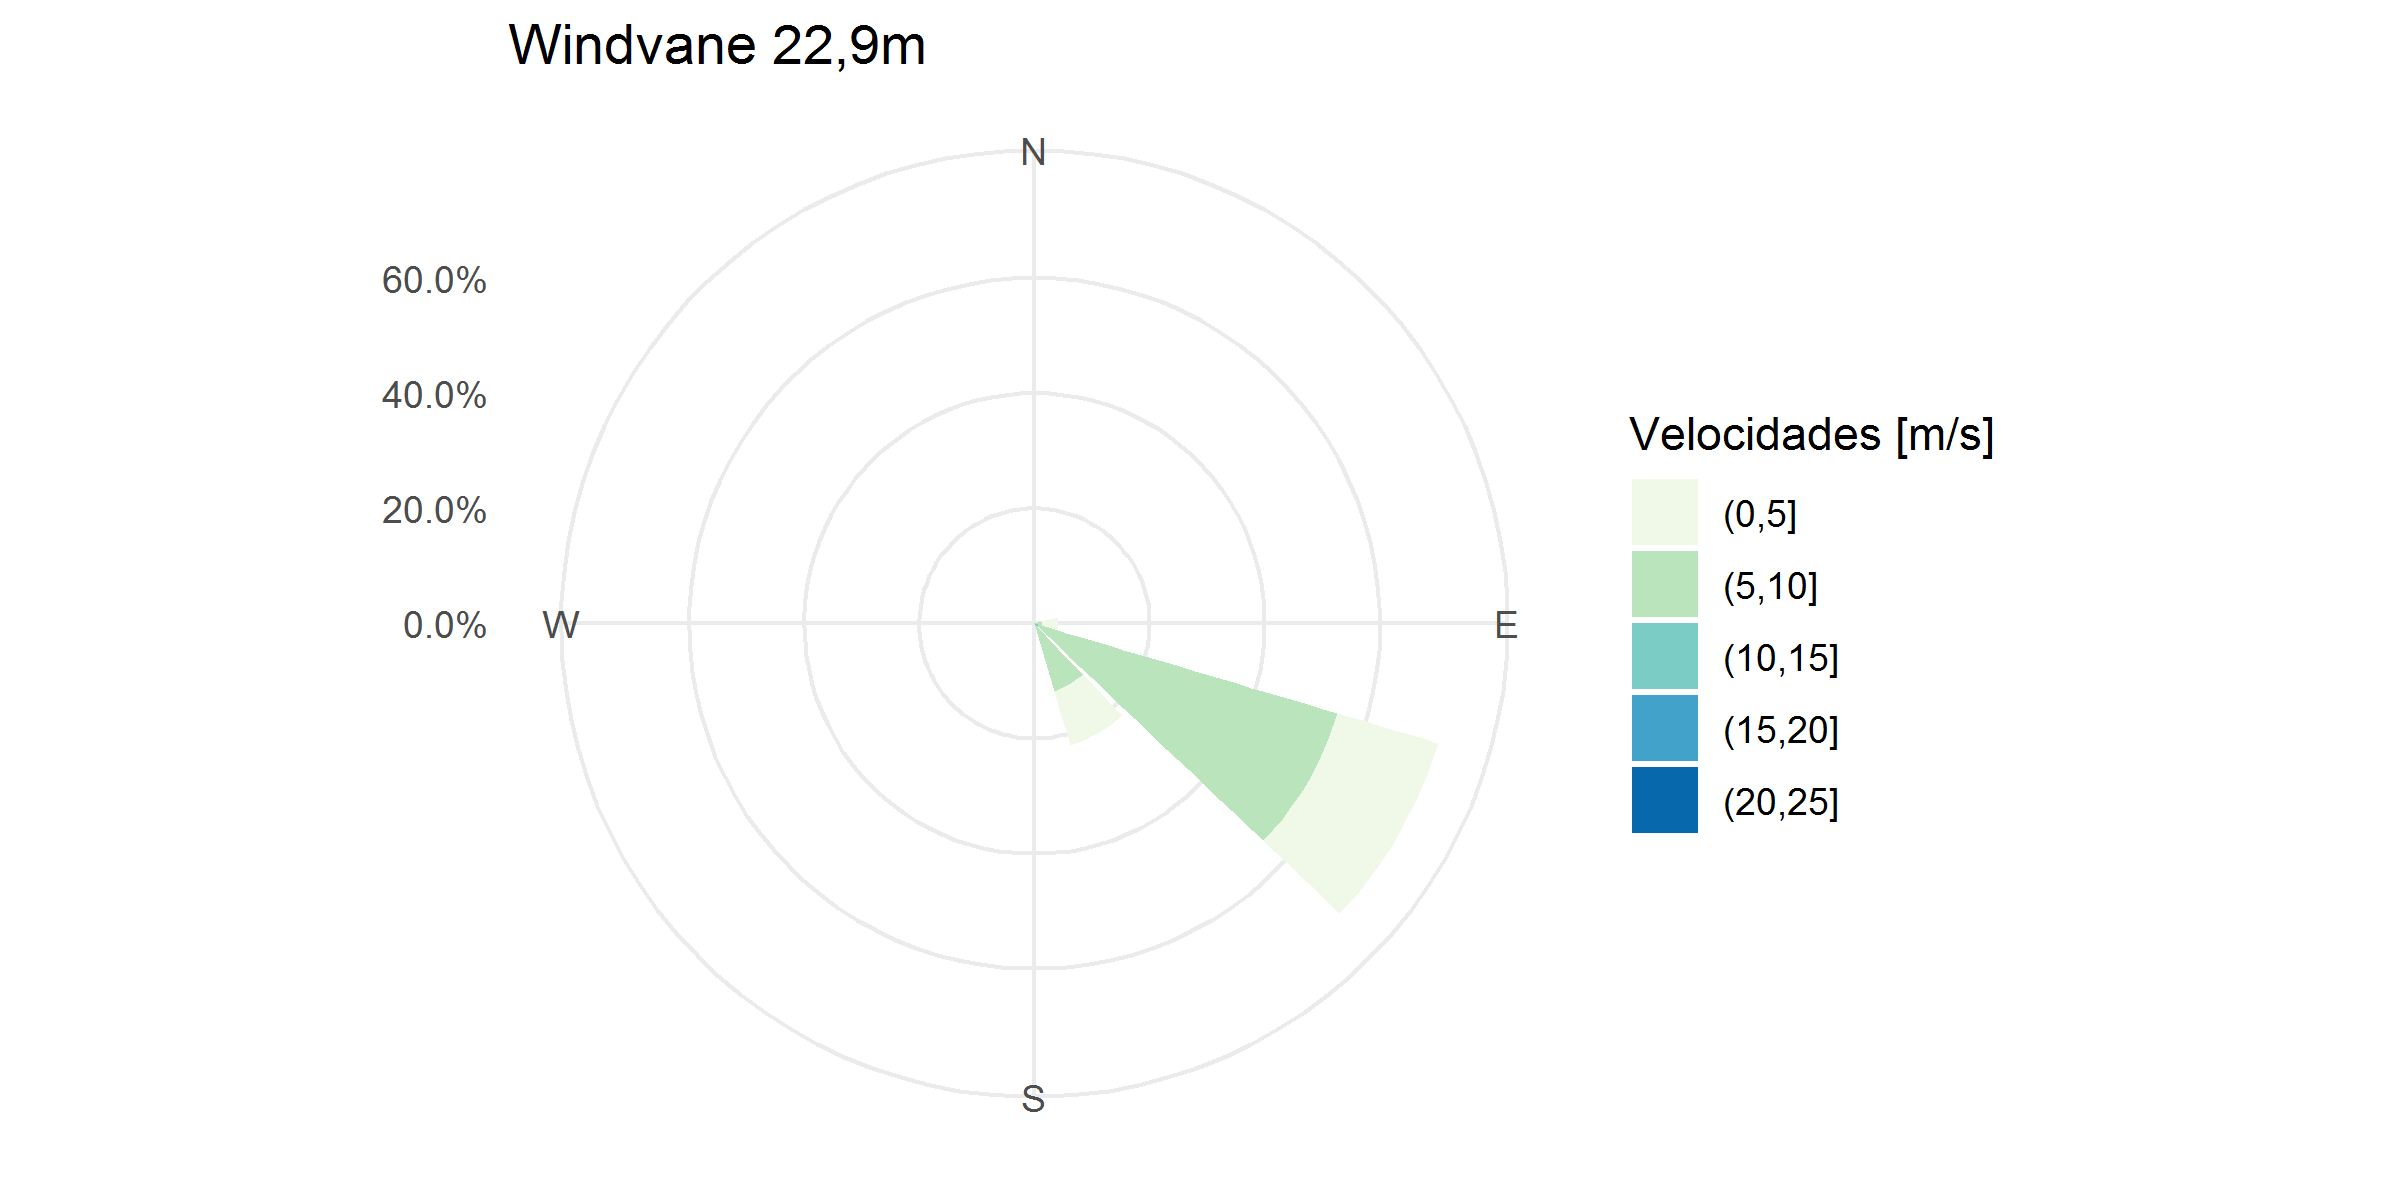 Windvane 22,9m
N
60.0%
40.0%
20.0%
0.0%
W
E
S
Velocidades [m/s]
(0,5]
(5,10]
(10,15]
(15,20]
(20,25]